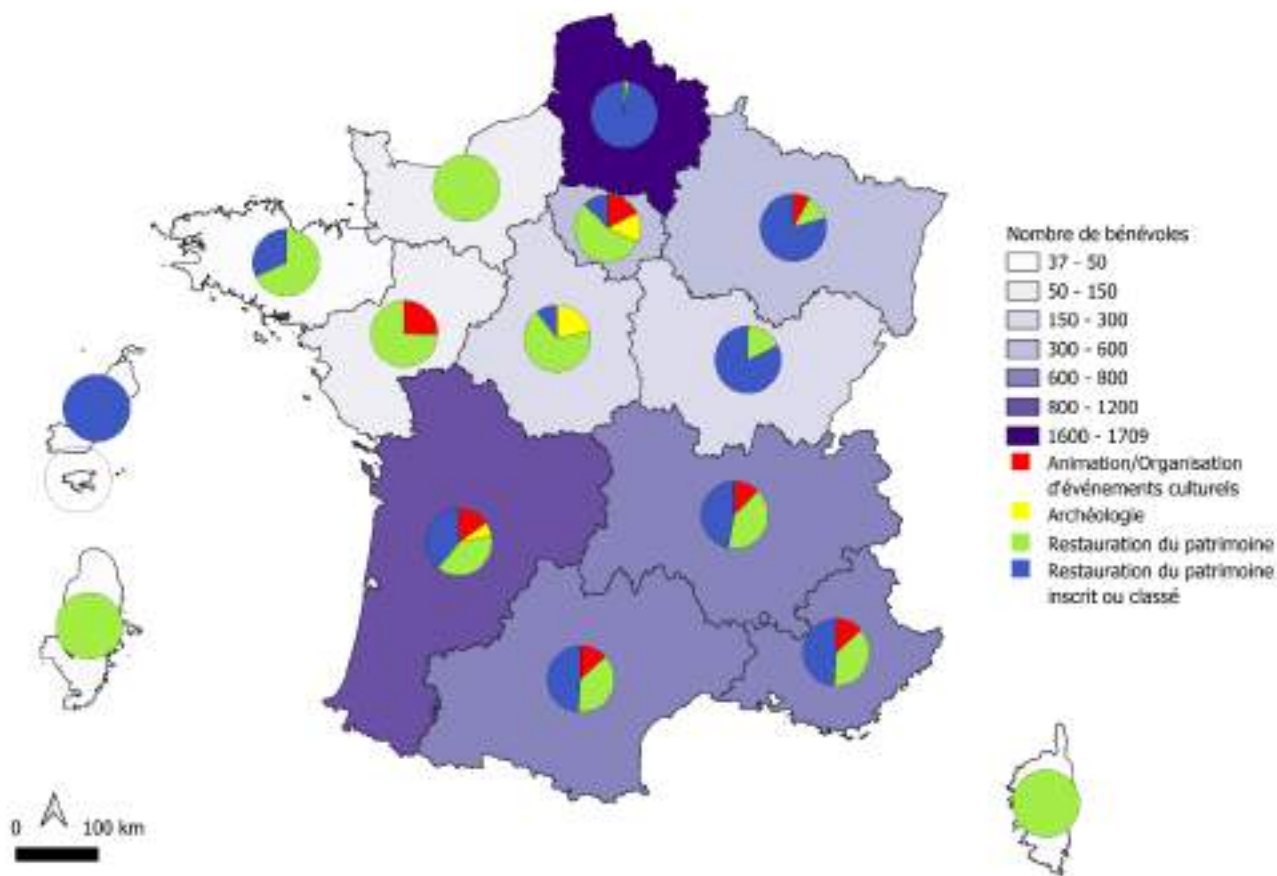 Nombre de bénévoles
37 - 50
50 - 150
150 - 300
300 - 600
600 - 800
800 - 1200
1600 - 1709
Animation/Organisation
d'événements culturels
Archéologie
Restauration du patrimoine
Restauration du patrimoine
inscrit ou classé
0 100 km